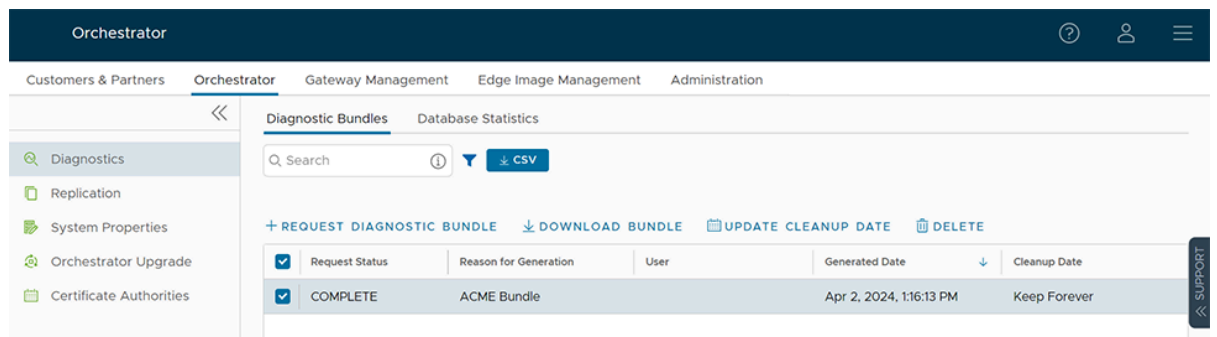 Orchestrator
Customers & Partners Orchestrator Gateway Management Edge Image Management Administration
Diagnostic Bundles Database Statistics
Diagnostics
Search CSV
Replication
System Properties
REQUEST DIAGNOSTIC BUNDLE DOWNLOAD BUNDLE UPDATE CLEANUP DATE DELETE
Orchestrator Upgrade
Request Status Reason for Generation User Generated Date Cleanup Date
Certificate Authorities
COMPLETE ACME Bundle Apr 2, 2024, 1:16:13 PM Keep Forever
SUPPORT